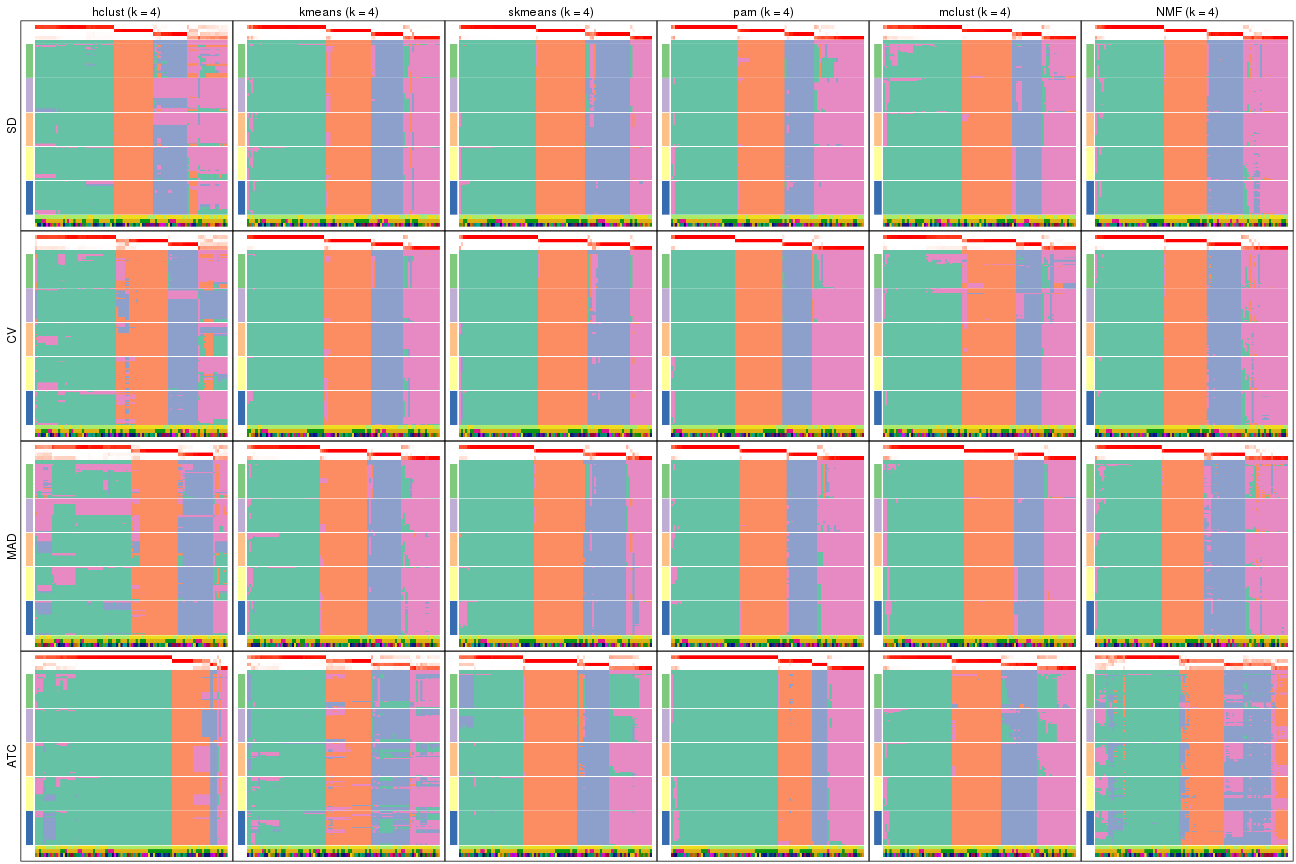 hclust (k = 4) kmeans (k = 4) skmeans (k = 4) pam (k = 4) mclust (k = 4) NMF (k = 4)
SD
CV
MAD
ATC